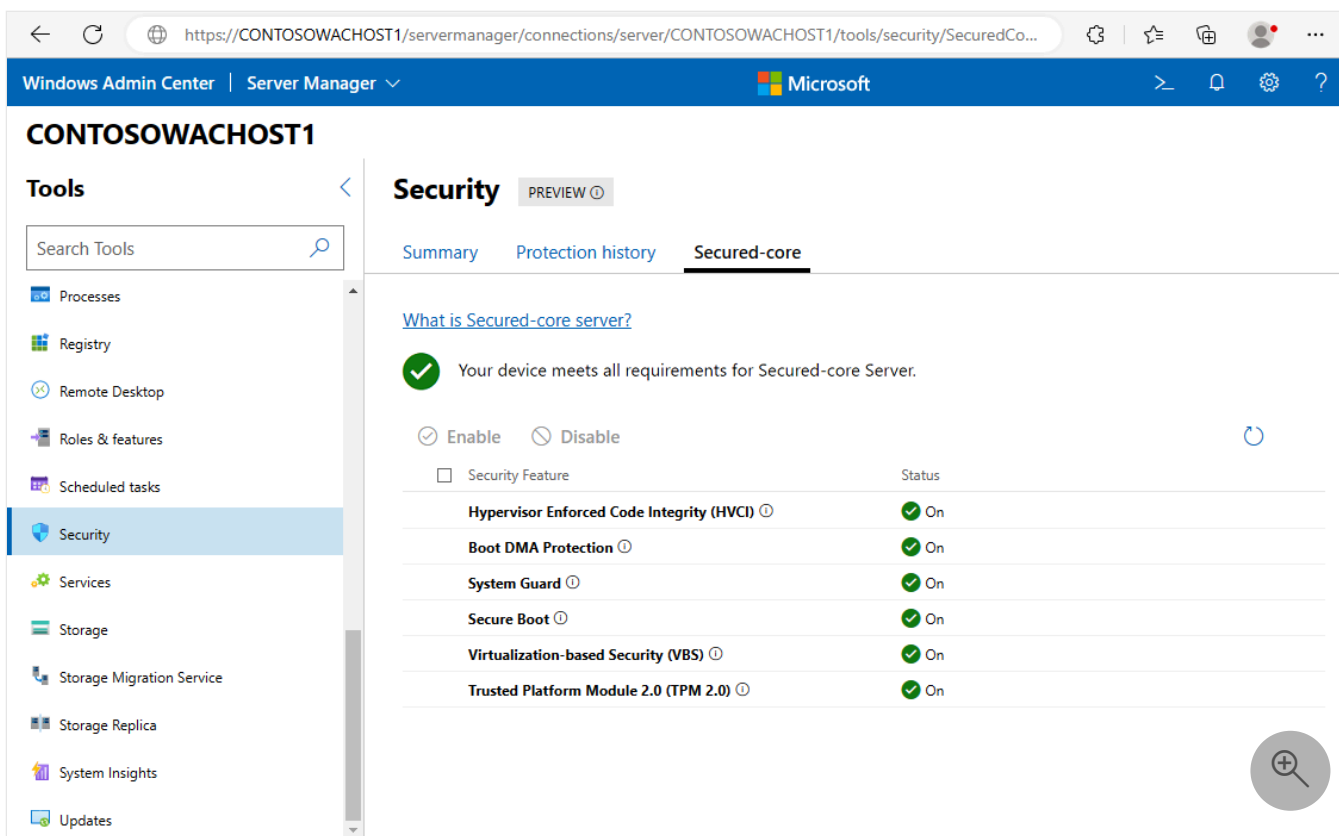 https://CONTOSOWACHOST1/servermanager/connections/server/CONTOSOWACHOST1/tools/security/SecuredCo...
Windows Admin Center | Server Manager
Microsoft
CONTOSOWACHOST1
Tools
Search Tools
Processes
Registry
Remote Desktop
Roles & features
Scheduled tasks
Security
Services
Storage
Storage Migration Service
Storage Replica
System Insights
Updates
Security PREVIEW
Summary Protection history Secured-core
What is Secured-core server?
Your device meets all requirements for Secured-core Server.
Enable Disable
Security Feature Status
Hypervisor Enforced Code Integrity (HVCI) On
Boot DMA Protection On
System Guard On
Secure Boot On
Virtualization-based Security (VBS) On
Trusted Platform Module 2.0 (TPM 2.0) On